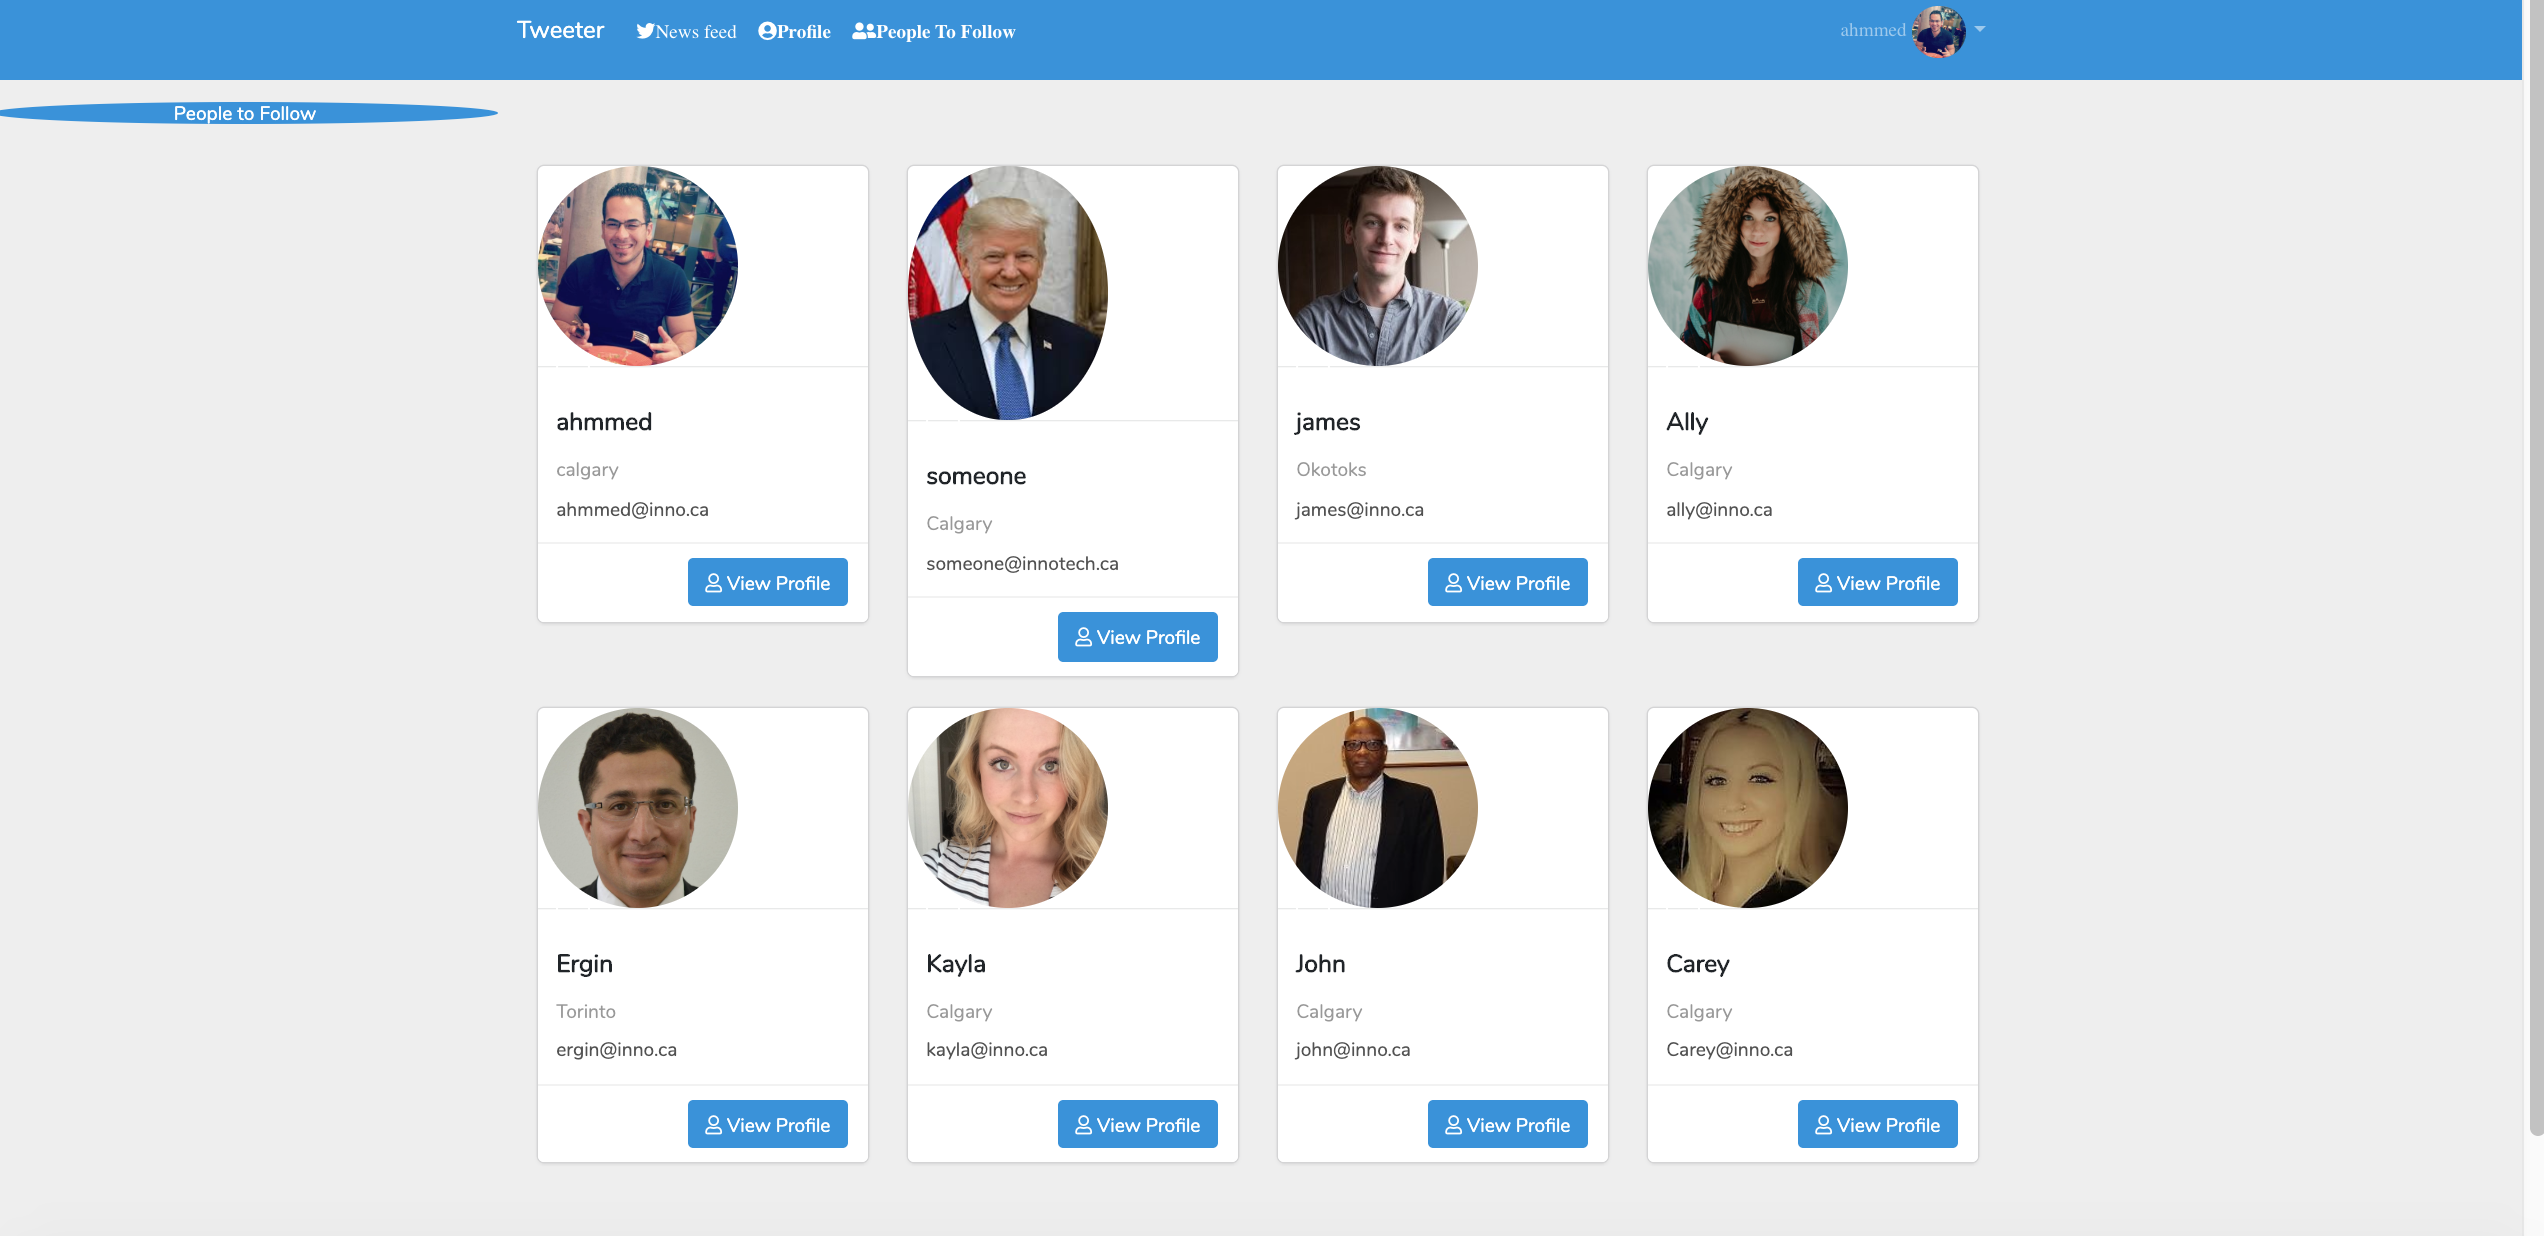 Tweeter News feed Profile People To Follow ahmmed
People to Follow
ahmmed
calgary
ahmmed@inno.ca
View Profile
someone
Calgary
someone@innotech.ca
View Profile
james
Okotoks
james@inno.ca
View Profile
Ally
Calgary
ally@inno.ca
View Profile
Ergin
Torinto
ergin@inno.ca
View Profile
Kayla
Calgary
kayla@inno.ca
View Profile
John
Calgary
john@inno.ca
View Profile
Carey
Calgary
Carey@inno.ca
View Profile